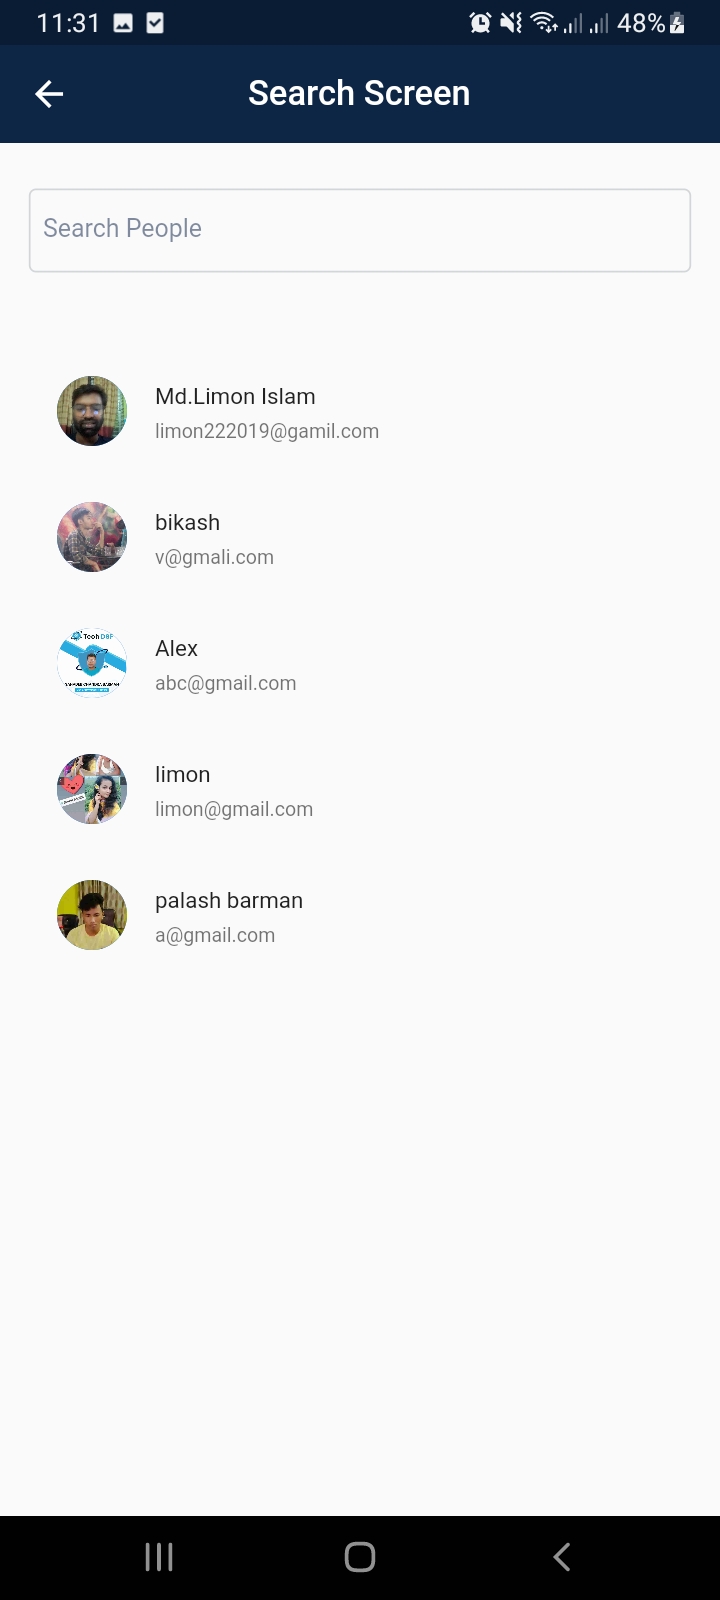 11:31
48%
Search Screen
Search People
Md.Limon Islam
limon222019@gamil.com
bikash
v@gmali.com
Tech
Alex
abc@gmail.com
limon
limon@gmail.com
palash barman
a@gmail.com